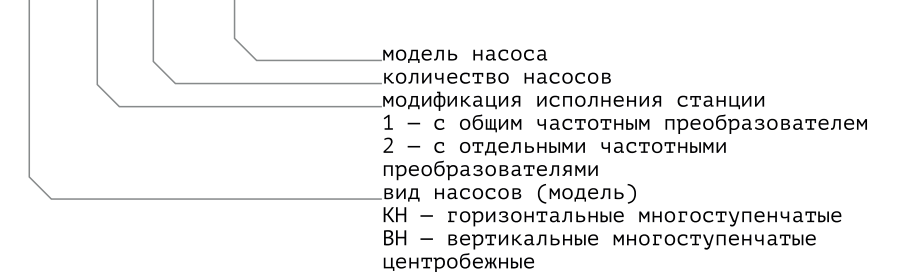 модель насоса
количество насосов
модификация исполнения станции
1 — с общим частотным преобразователем
2 — с отдельными частотными
преобразователями
вид насосов (модель)
КН — горизонтальные многоступенчатые
ВН — вертикальные многоступенчатые
центробежные